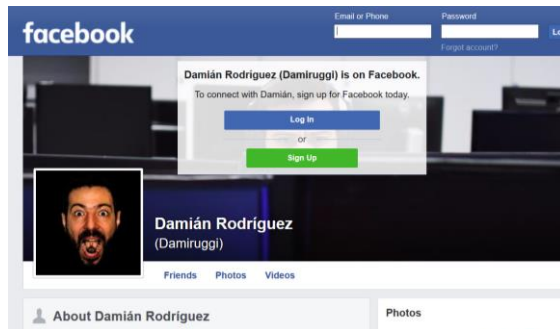 Email or Phone
Password
facebook
Lo
Forgot account?
Damián Rodríguez (Damiruggi) is on Facebook.
To connect with Damián, sign up for Facebook today.
Log In
or
Sign Up
Damián Rodríguez
(Damiruggi)
Friends
Photos
Videos
About Damián Rodríguez
Photos